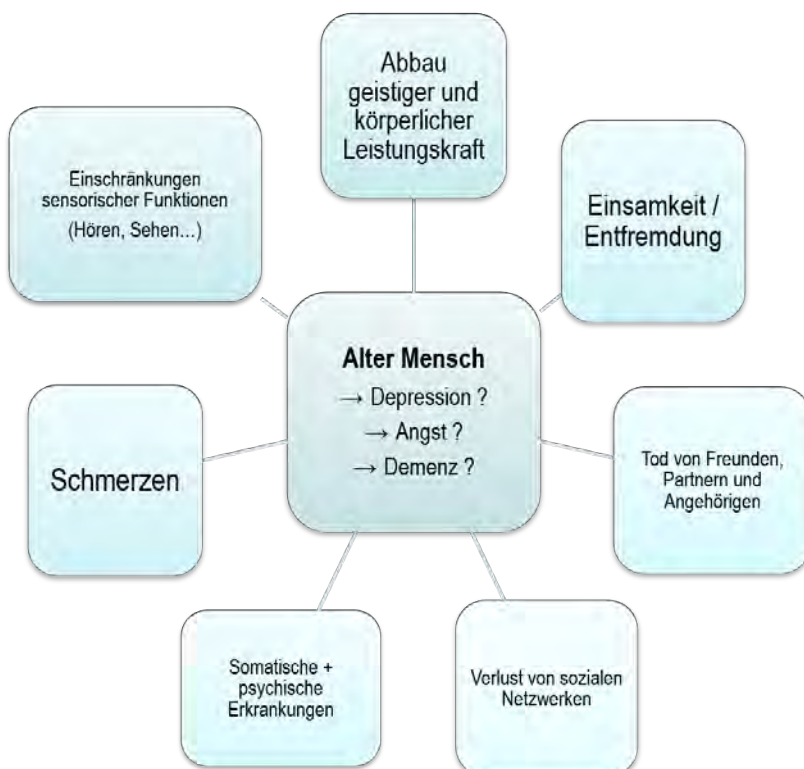 Abbau
geistiger und
körperlicher
Leistungskraft
Einschränkungen
sensorischer Funktionen
(Hören, Sehen…)
Einsamkeit /
Entfremdung
Alter Mensch
→ Depression ?
→ Angst ?
→ Demenz ?
Schmerzen
Tod von Freunden,
Partnern und
Angehörigen
Somatische +
psychische
Erkrankungen
Verlust von sozialen
Netzwerken